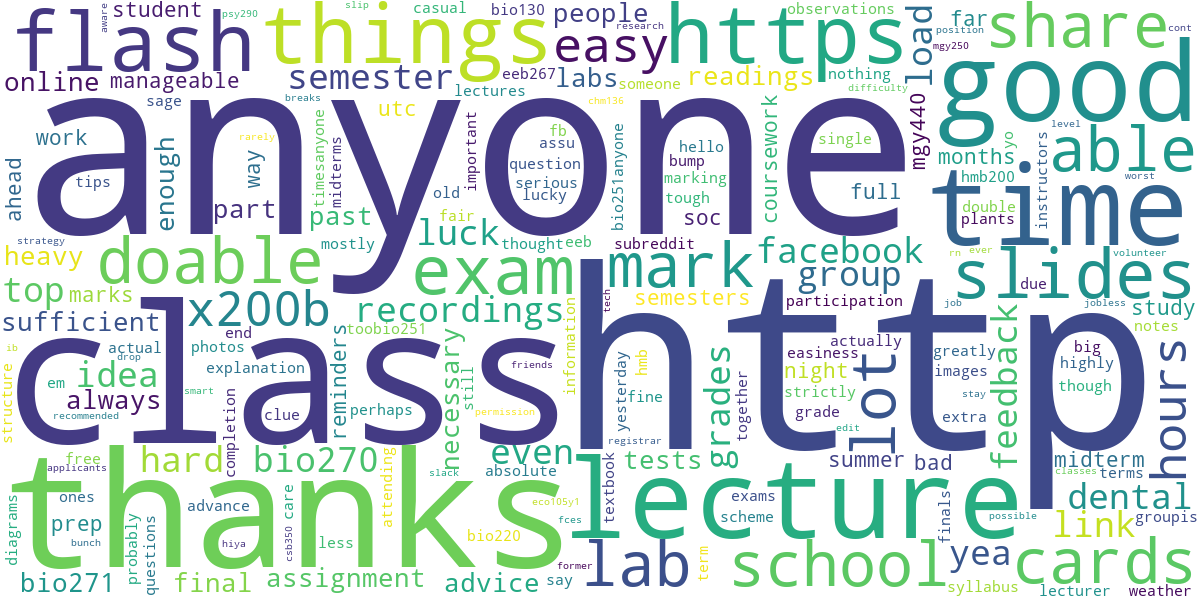 slip
casual
bio130
people
observations
far
share
flash
aware
student
psy290
things
https
research
load
position
cont
easy
mgy250
good
online
manageable
semester
eeb267
labs
someone
readings
nothing
sage
breaks
lectures
utc
difficulty
anyone
work
rarely
timesanyone
midterms
important
fb
assu
bio251anyone
hello
coursework
single
mgy440
level
yo
able
ahead
tips
enough
way
question
serious
lucky
bump
marking
tough
full
months
hmb200
instructors
worst
time
part
past
old
fair
soc
double
plants
strategy
mostly
luck
thought
eeb
subreddit
facebook
rn
ever
volunteer
heavy
doable
exam
mark
group
slides
due
top
marks
x200b
recordings
semesters
participation
job
jobless
study
notes
sufficient
end
reminders
toobio251
information
tech
http
actually
ib
actual
photos
drop
explanation
necessary
still
hmb
yesterday
easiness
night
lot
greatly
images
feedback
big
highly
though
hours
class
friends
structure
em
idea
smart
always
recommended
clue
perhaps
permission
fine
grades
together
strictly
grade
edit
stay
extra
completion
registrar
hard
bio270
even
tests
summer
bad
midterm
terms
classes
free
applicants
slack
absolute
textbook
thanks
ones
care
attending
eco105y1
fces
lecture
exams
scheme
finals
possible
dental
diagrams
prep
bunch
probably
questions
advance
hiya
csb350
less
bio220
link
groupis
bio271
final
assignment
advice
former
say
lab
term
school
yea
syllabus
cards
lecturer
weather
chm136